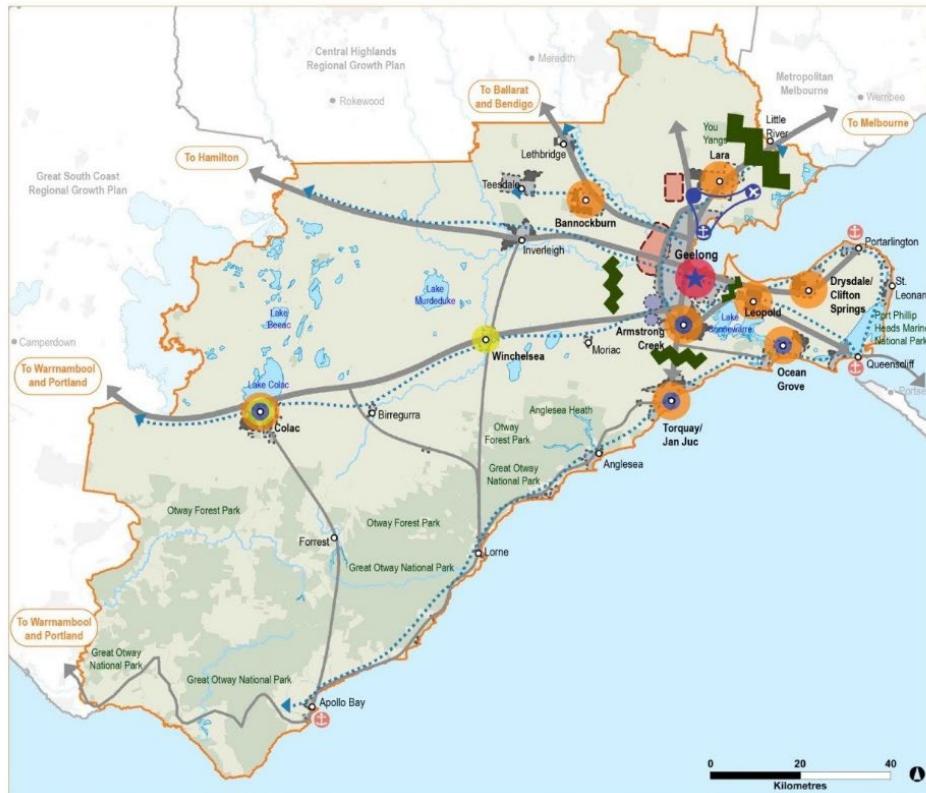 Central Highlands
Regional Growth Plan
Meredith
Rokewood
To Ballarat
and Bendigo
Metropolitan
Melbourne
Werribee
To Melbourne
Little
River
You
Yangs
Lara
Lethbridge
To Hamilton
Great South Coast
Regional Growth Plan
Teesdale
Bannockburn
Inverleigh
Geelong
Portarlington
Drysdale/
Clifton
Springs
St.
Leonard
Leopold
Lake
Murdeduke
Lake
Beeac
Port Phillip
Heads Marine
National Park
Armstrong
Creek
Lake
Connewarre
Camperdown
Winchelsea
Moriac
Ocean
Grove
Queenscliff
To Warrnambool
and Portland
Lake Colac
Colac
Birregurra
Anglesea Heath
Torquay/
Jan Juc
Otway
Forest Park
Anglesea
Great Otway
National Park
Otway Forest Park
Otway Forest Park
Forrest
Lorne
Great Otway National Park
To Warrnambool
and Portland
Great Otway
National Park
Great Otway National Park
Apollo Bay
0 20 40
Kilometres